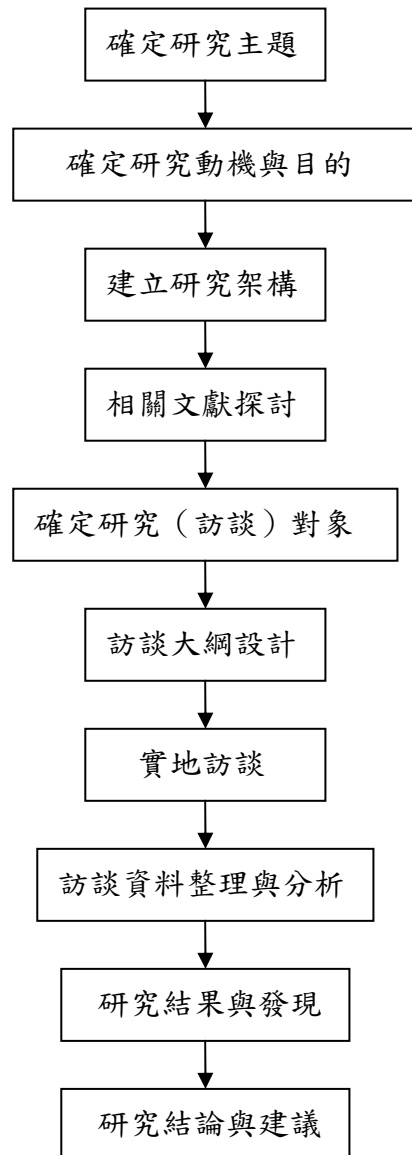 確定研究主題
確定研究動機與目的
建立研究架構
相關文獻探討
確定研究（訪談）對象
訪談大綱設計
實地訪談
訪談資料整理與分析
研究結果與發現
研究結論與建議